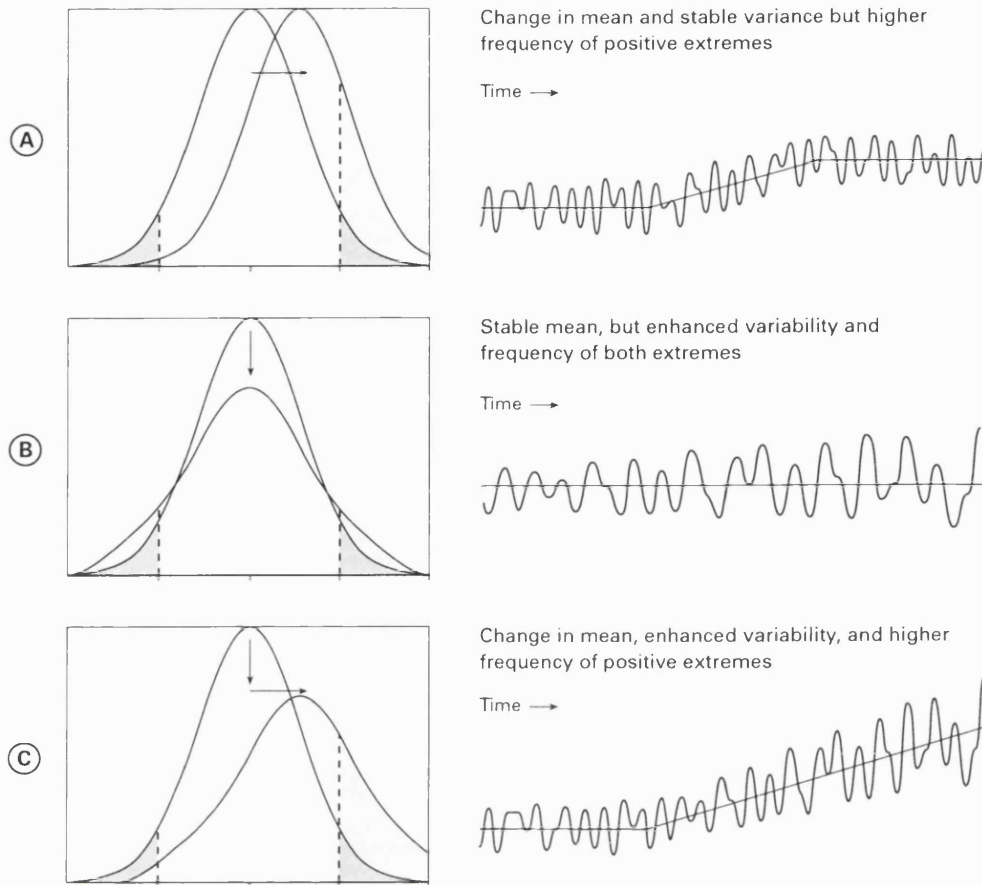 A
Change in mean and stable variance but higher
frequency of positive extremes
Time →
B
Stable mean, but enhanced variability and
frequency of both extremes
Time →
C
Change in mean, enhanced variability, and higher
frequency of positive extremes
Time →